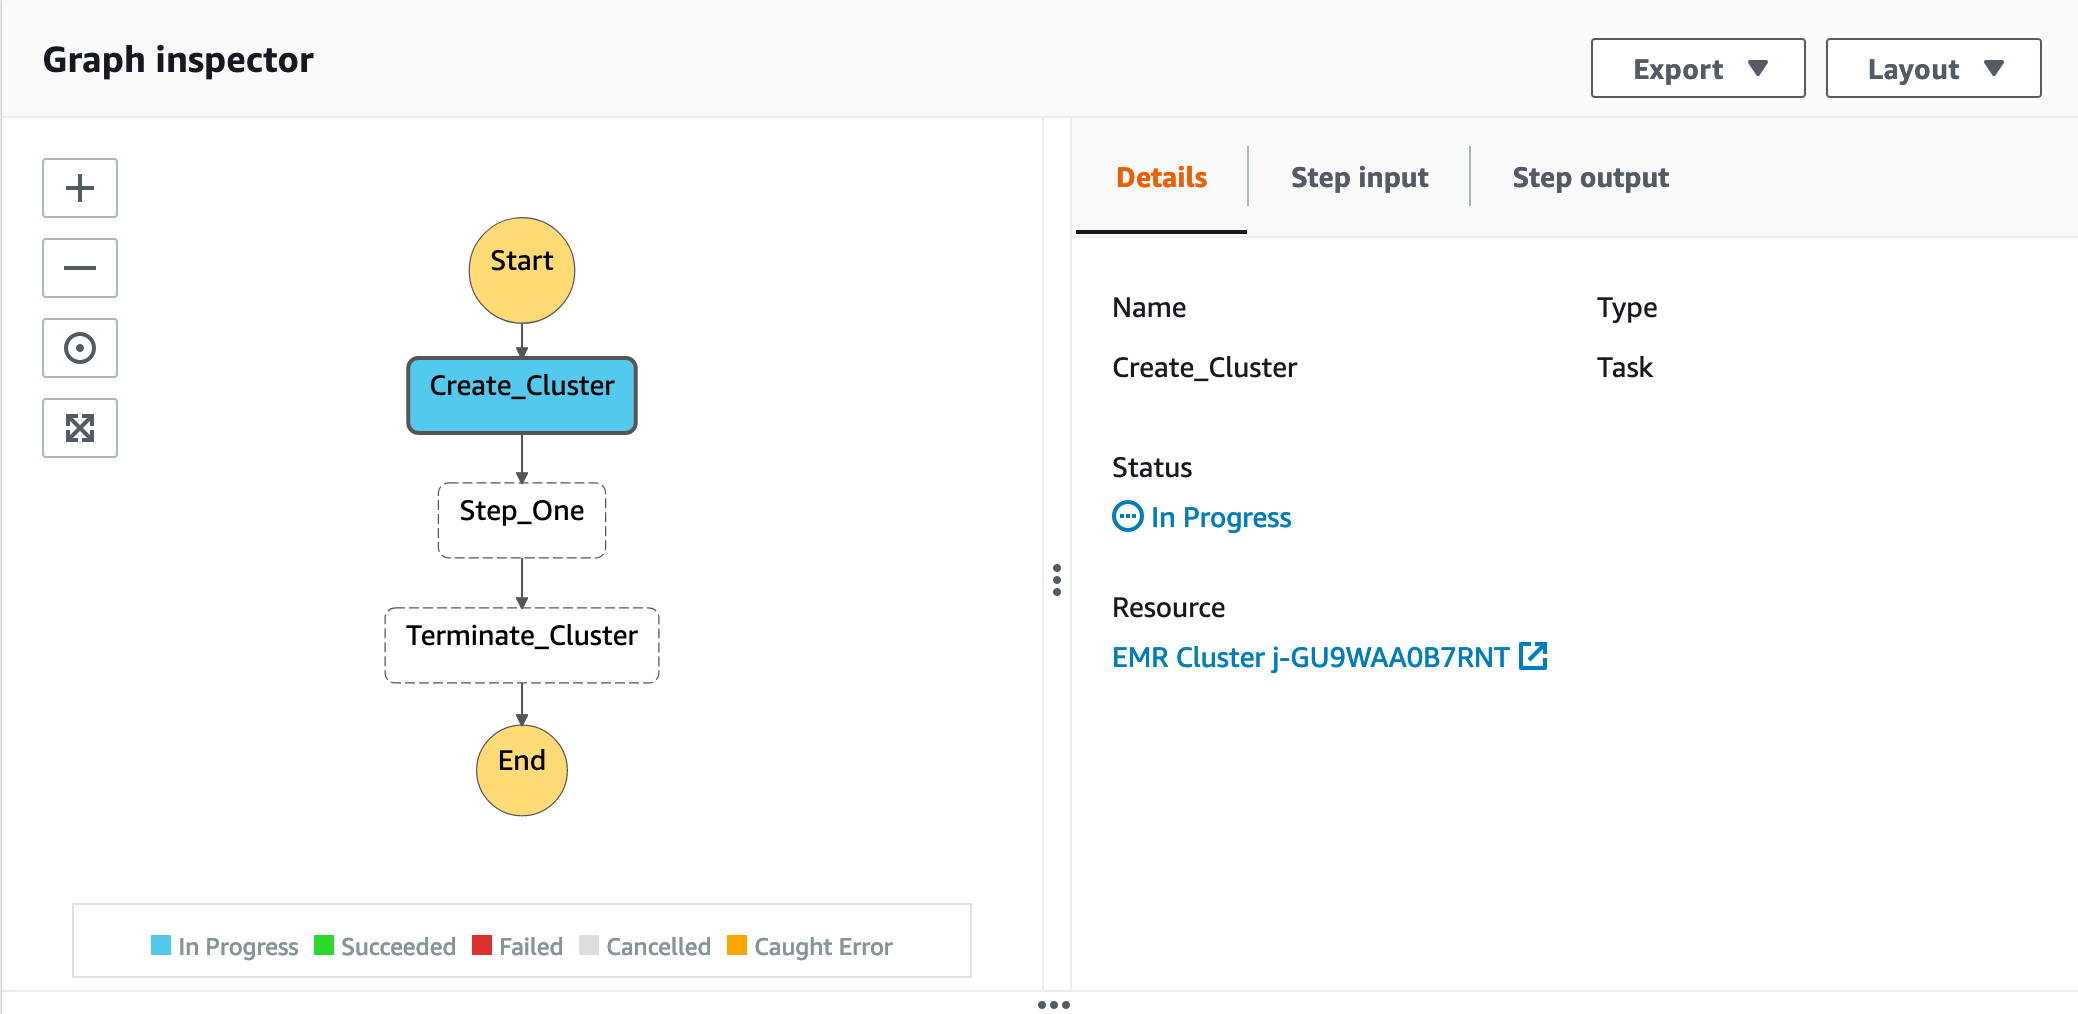 Graph inspector
Export
Layout
Start
Create_Cluster
Step_One
Terminate_Cluster
End
In Progress Succeeded Failed Cancelled Caught Error
Details Step input Step output
Name Type
Create_Cluster Task
Status
In Progress
Resource
EMR Cluster j-GU9WAA0B7RNT